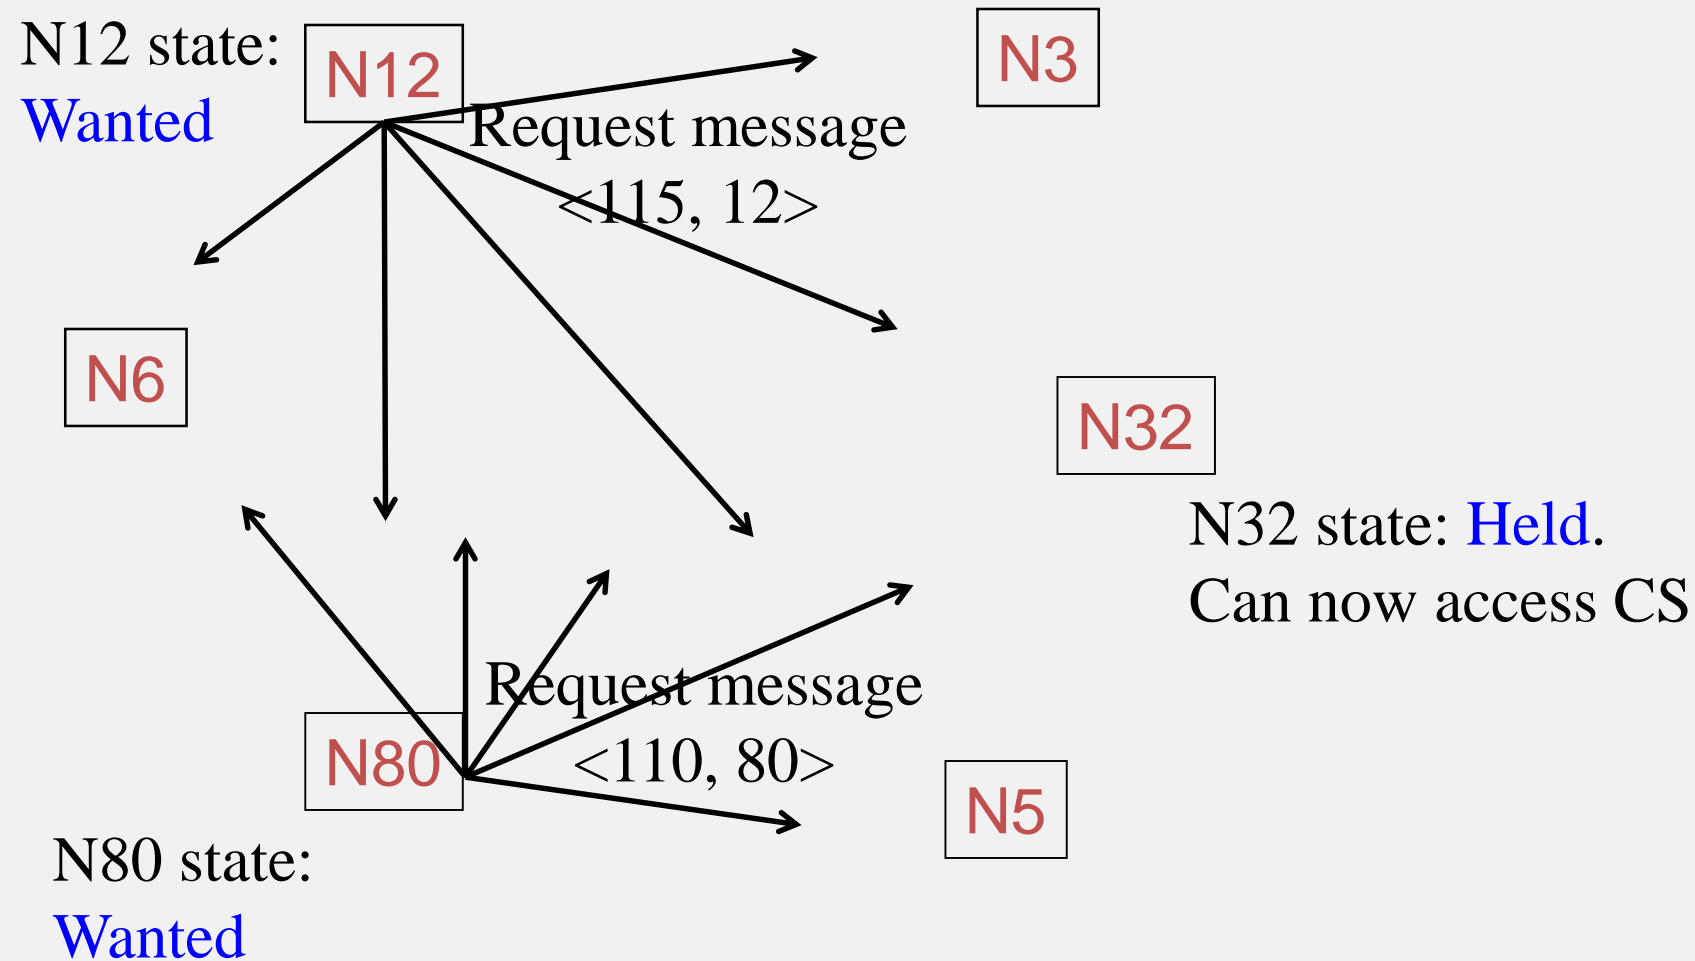 N12 state:
Wanted
N12
N3
Request message
<115, 12>
N6
N32
N32 state: Held.
Can now access CS
Request message
<110, 80>
N80
N5
N80 state:
Wanted